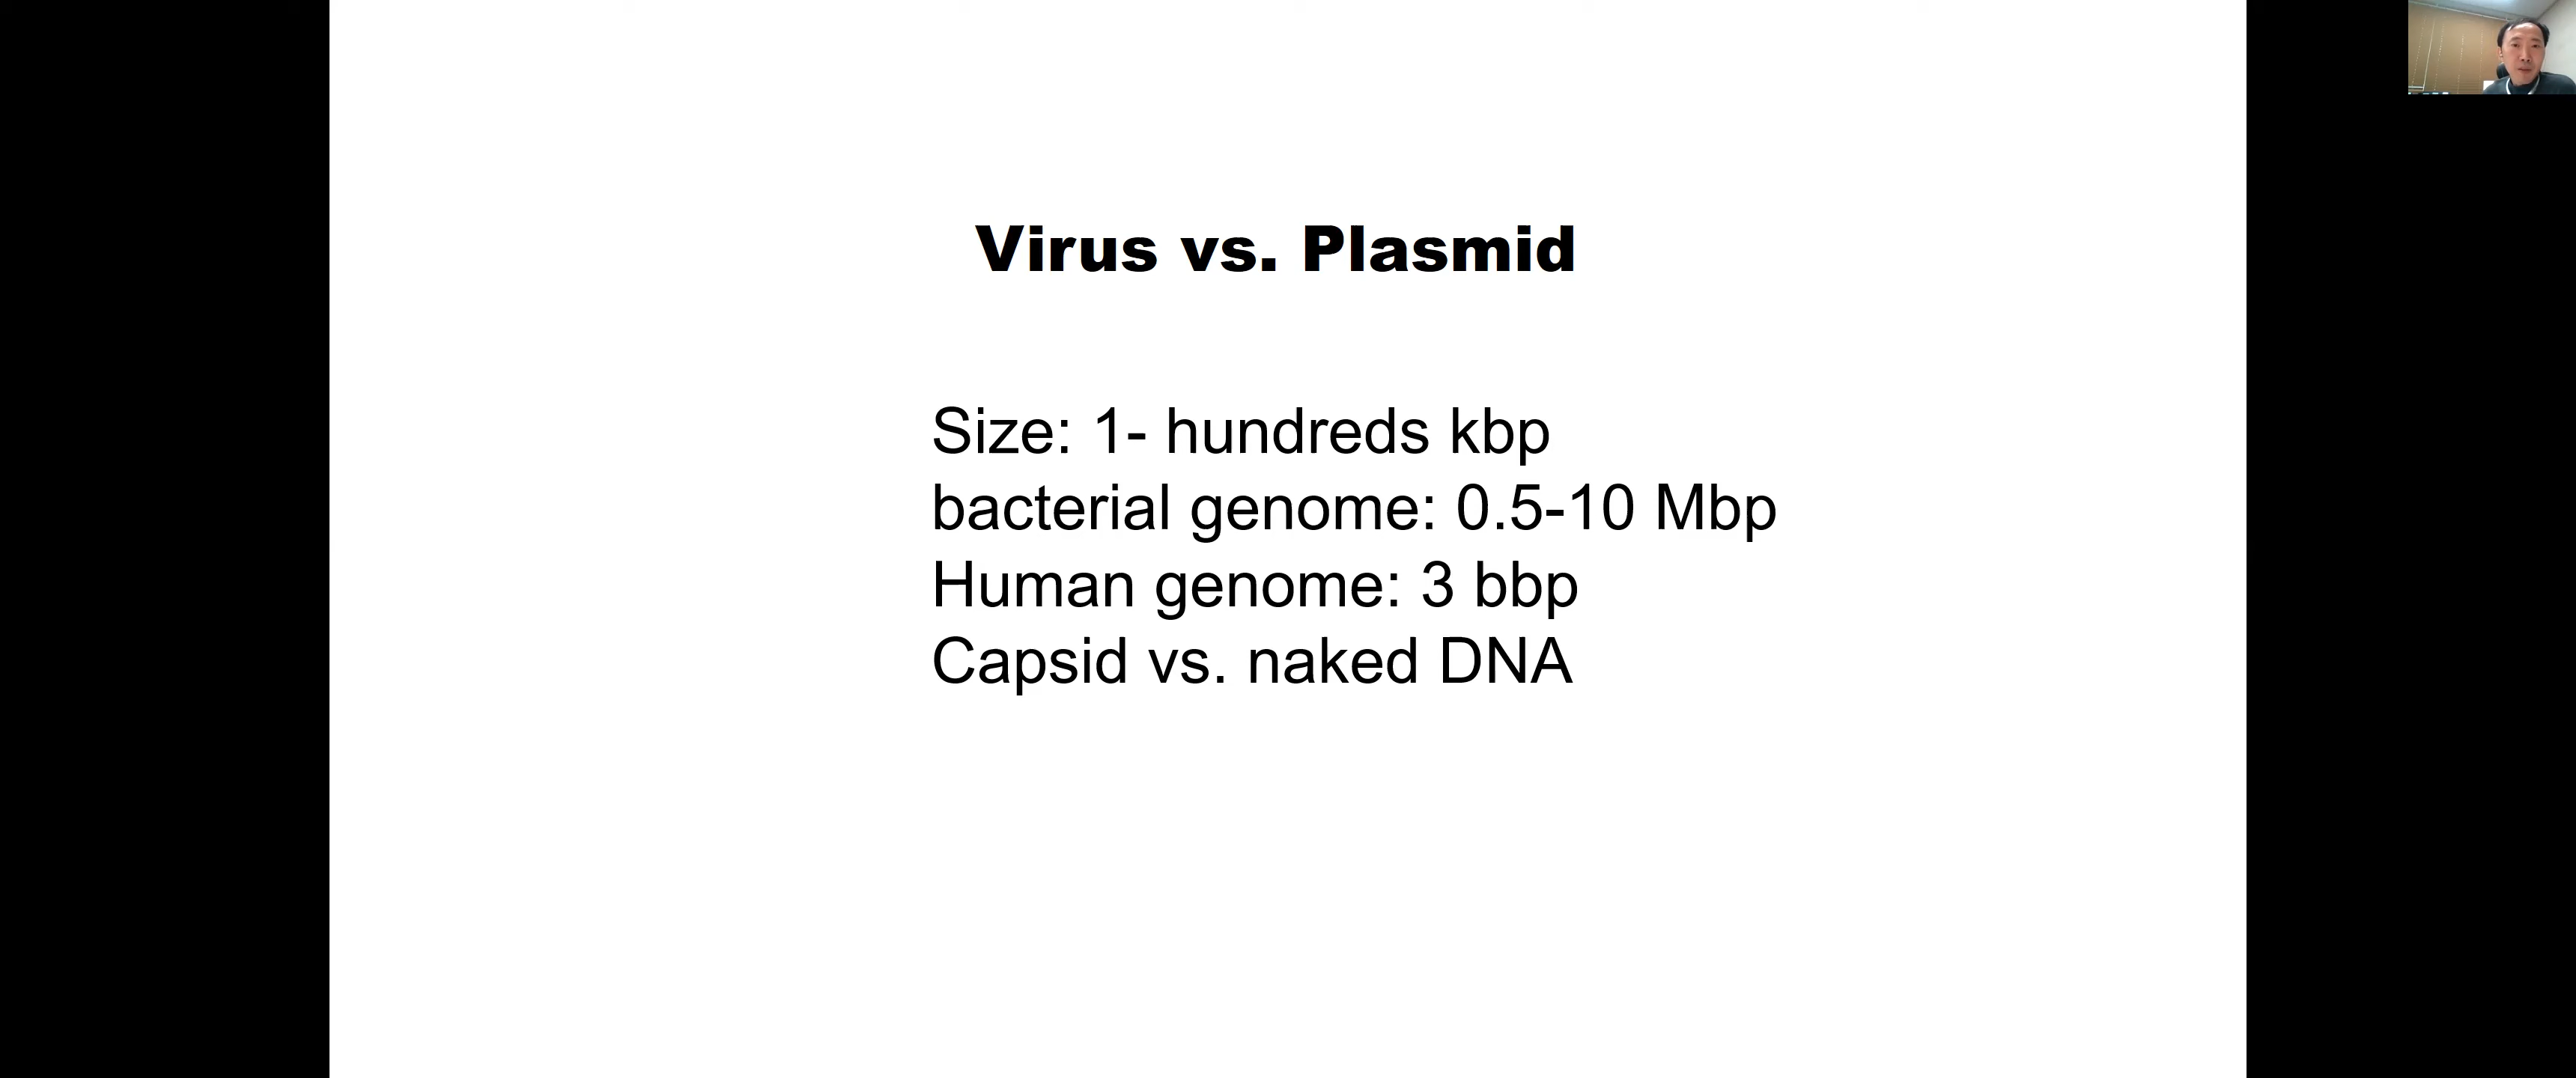 Virus vs. Plasmid
Size: 1- hundreds kbp
bacterial genome: 0.5-10 Mbp
Human genome: 3 bbp
Capsid vs. naked DNA